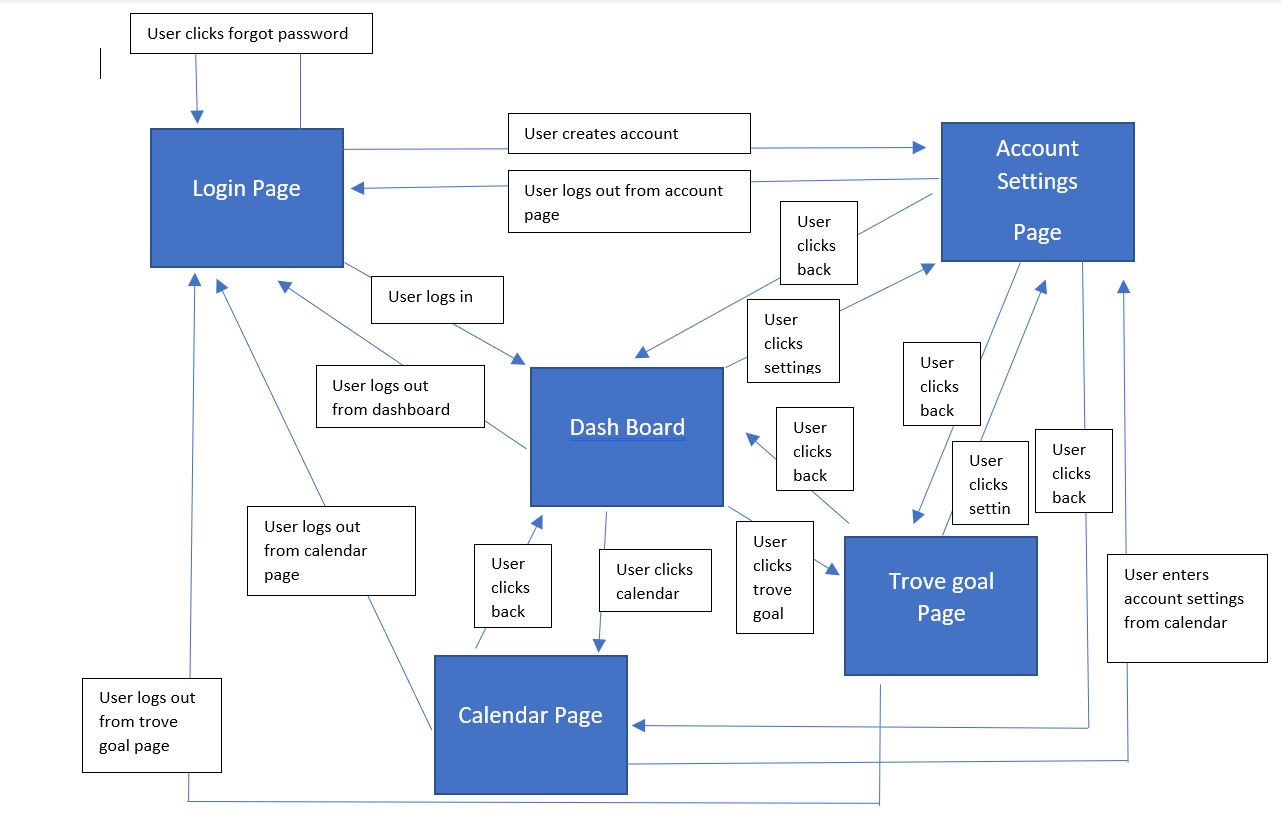 User clicks forgot password
User creates account
Login Page
Account
Settings
Page
User logs out from account
page
User
clicks
back
User logs in
User
clicks
settings
User logs out
from dashboard
User
clicks
back
Dash Board
User
clicks
back
User
clicks
settin
User
clicks
back
User logs out
from calendar
page
User
clicks
back
User clicks
calendar
User
clicks
trove
goal
Trove goal
Page
User enters
account settings
from calendar
User logs out
from trove
goal page
Calendar Page